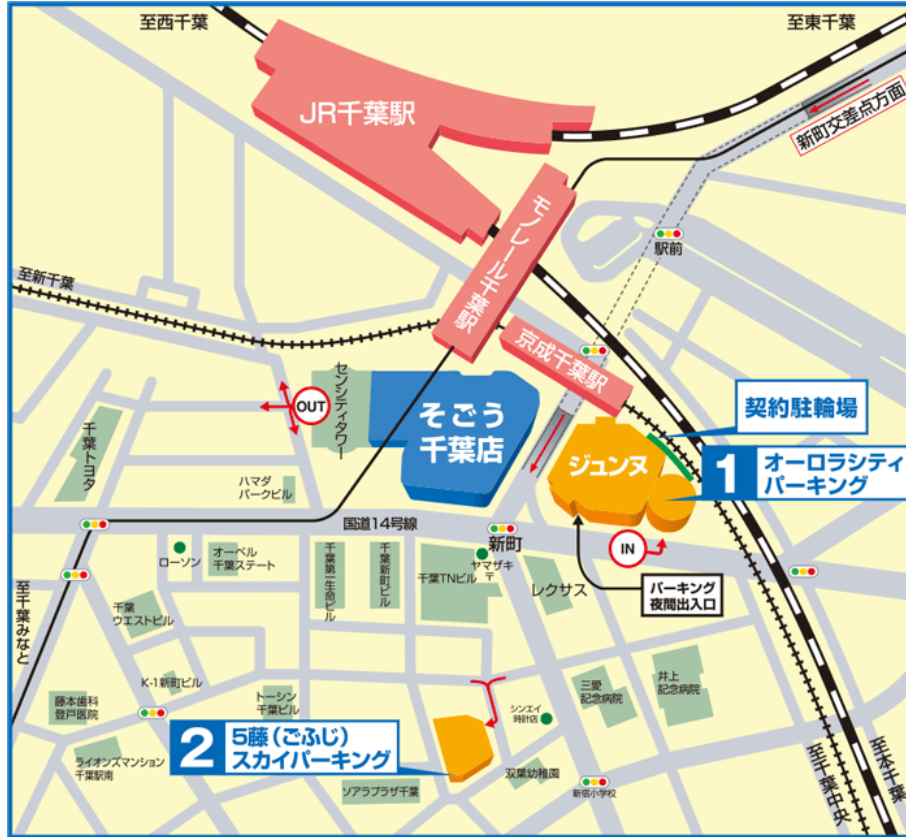 至西千葉
至東千葉
JR千葉駅
新町交差点方面
モノレール千葉駅
駅前
至新千葉
京成千葉駅
センシティタワー
OUT
そごう
千葉店
契約駐輪場
ジュンヌ
1
オーロラシティ
パーキング
千葉トヨタ
ハマダ
パークビル
国道14号線
新町
IN
ローソン
オーベル
千葉ステート
千葉第一生命ビル
千葉新町ビル
千葉TNビル
ヤマザキ
〒
レクサス
パーキング
夜間出入口
至千葉みなと
千葉
ウエストビル
K-1新町ビル
藤本歯科
登戸医院
トーシン
千葉ビル
シンエイ
時計店
三愛
記念病院
井上
記念病院
2
5藤(ごふじ)
スカイパーキング
ライオンズマンション
千葉駅南
ソアラプラザ千葉
双葉幼稚園
新宿小学校
至千葉中央
至本千葉